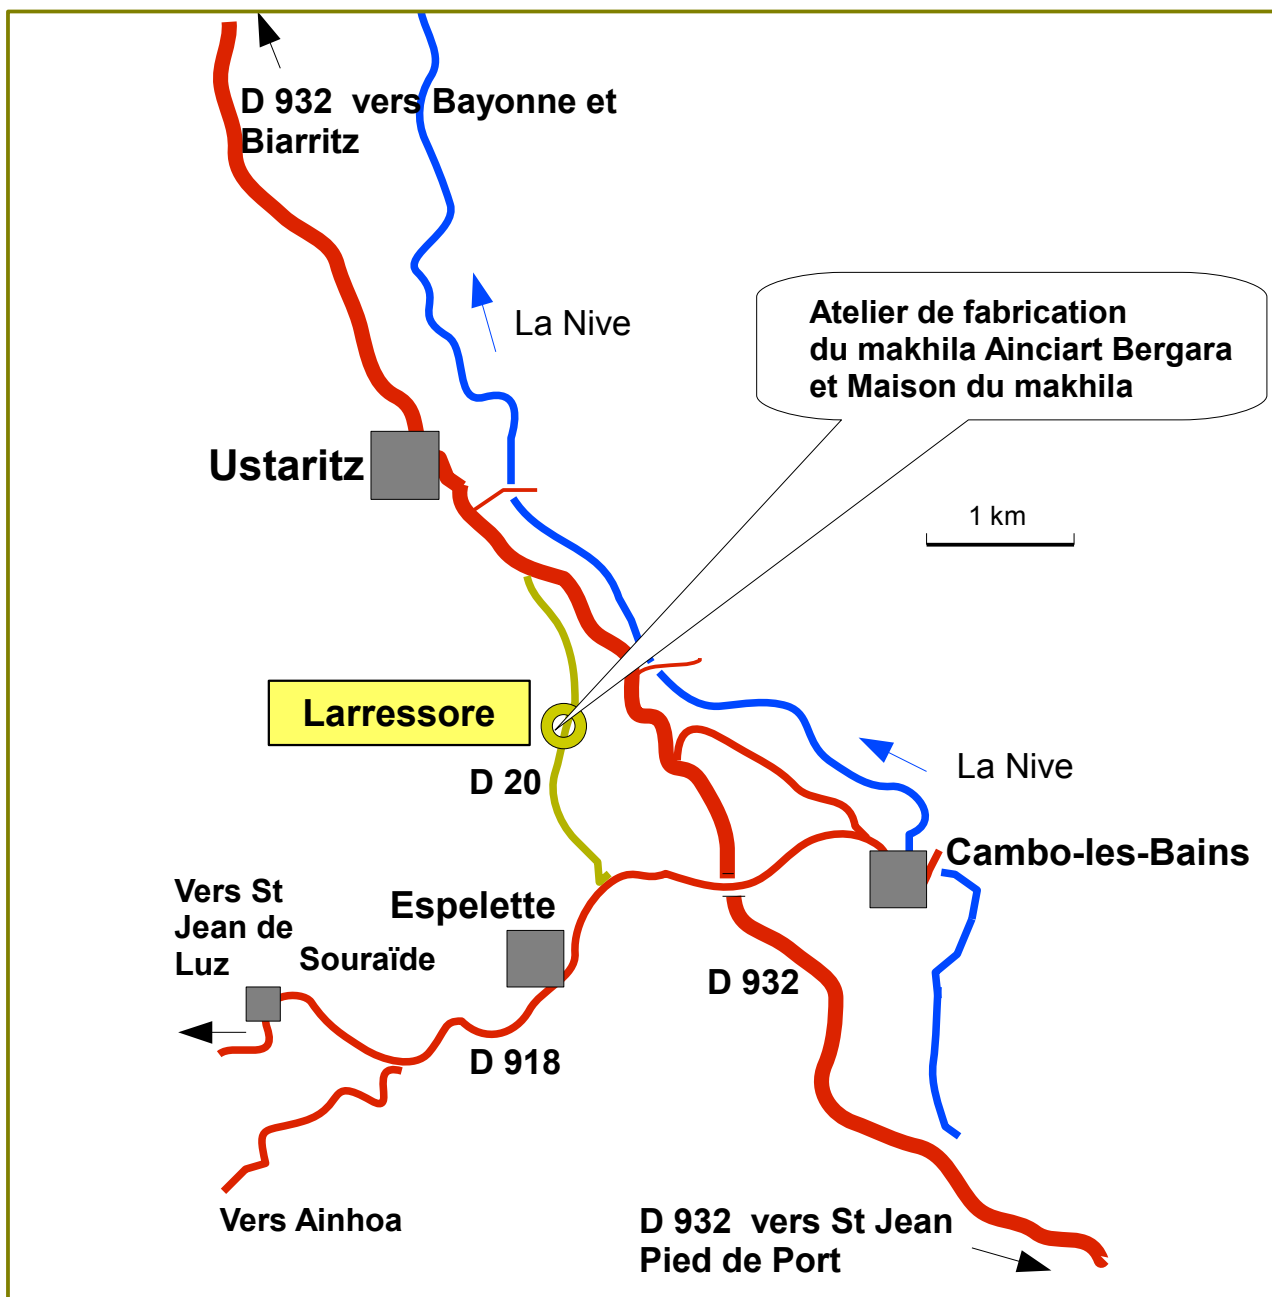 D 932  vers Bayonne et
Biarritz
La Nive
Atelier de fabrication
du makhila Ainciart Bergara
et Maison du makhila
Ustaritz
1 km
Larressore
D 20
La Nive
Cambo-les-Bains
Vers St
Jean de
Luz
Espelette
Souraïde
D 932
D 918
Vers Ainhoa
D 932  vers St Jean
Pied de Port